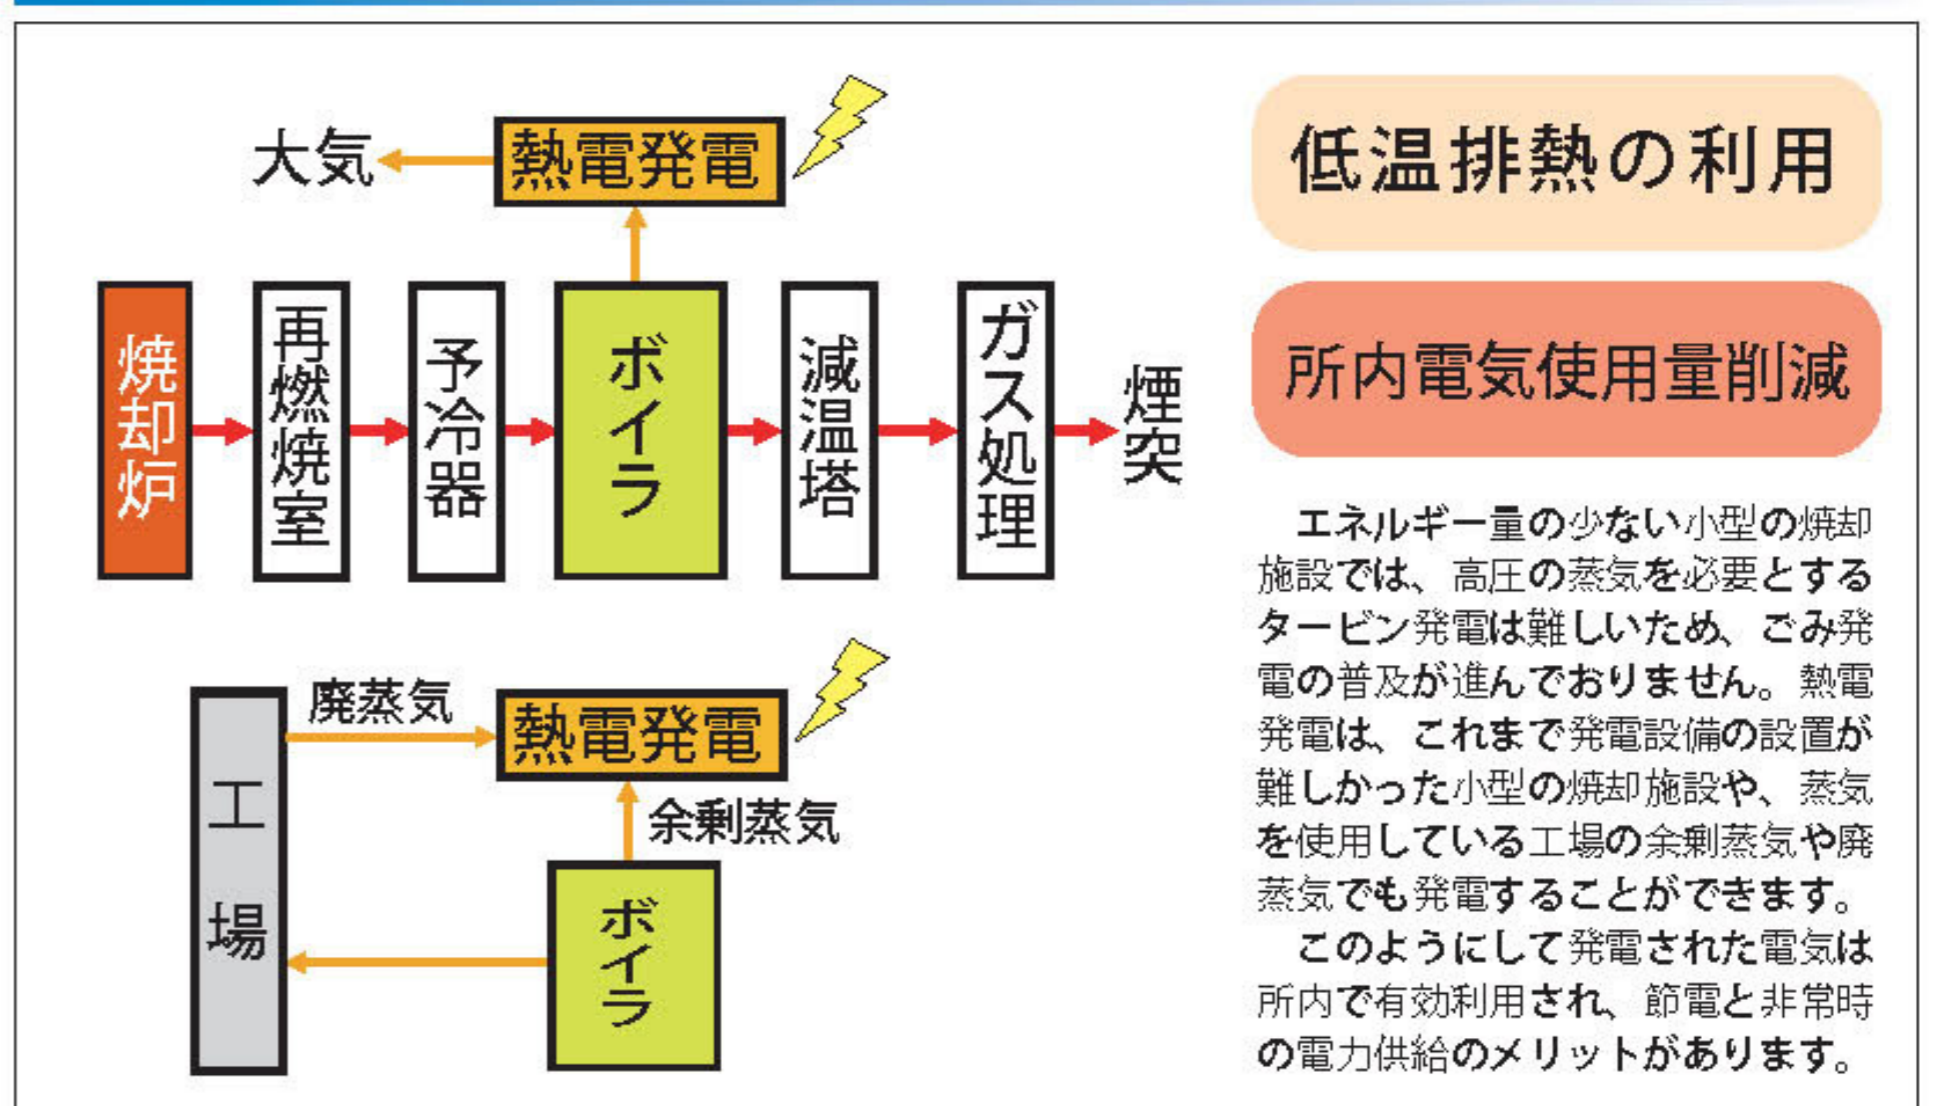 大気
熱電発電
焼却炉
再燃焼室
予冷器
ボイラ
減温塔
ガス処理
煙突
廃蒸気
熱電発電
余剰蒸気
工場
ボイラ
低温排熱の利用
所内電気使用量削減
エネルギー量の少ない小型の焼却
施設では、高圧の蒸気を必要とする
タービン発電は難しいため、ごみ発
電の普及が進んでおりません。熱電
発電は、これまで発電設備の設置が
難しかった小型の焼却施設や、蒸気
を使用している工場の余剰蒸気や廃
蒸気でも発電することができます。
このようにして発電された電気は
所内で有効利用され、節電と非常時
の電力供給のメリットがあります。